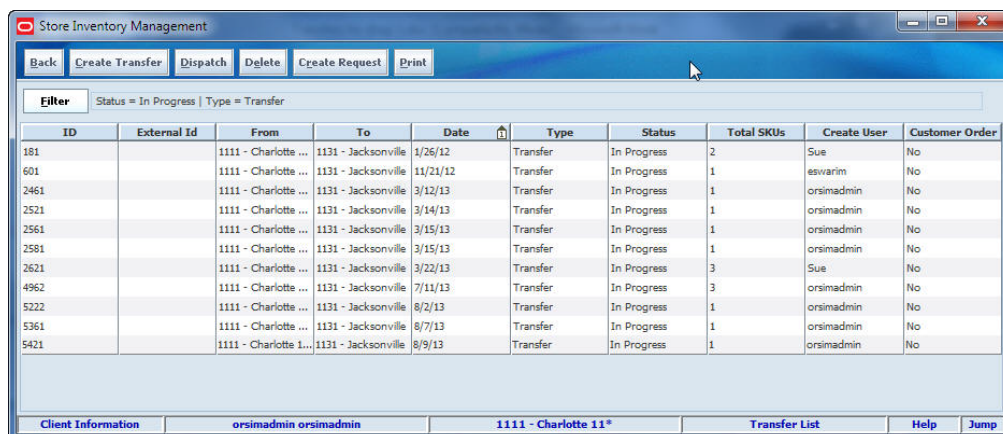 Store Inventory Management
Back Create Transfer Dispatch Delete Create Request Print
Filter Status = In Progress | Type = Transfer
ID External Id From To Date 1 Type Status Total SKUs Create User Customer Order
181 1111 - Charlotte ... 1131 - Jacksonville 1/26/12 Transfer In Progress 2 Sue No
601 1111 - Charlotte ... 1131 - Jacksonville 11/21/12 Transfer In Progress 1 eswarim No
2461 1111 - Charlotte ... 1131 - Jacksonville 3/12/13 Transfer In Progress 1 orsimadmin No
2521 1111 - Charlotte ... 1131 - Jacksonville 3/14/13 Transfer In Progress 1 orsimadmin No
2561 1111 - Charlotte ... 1131 - Jacksonville 3/15/13 Transfer In Progress 1 orsimadmin No
2581 1111 - Charlotte ... 1131 - Jacksonville 3/15/13 Transfer In Progress 1 orsimadmin No
2621 1111 - Charlotte ... 1131 - Jacksonville 3/22/13 Transfer In Progress 3 Sue No
4962 1111 - Charlotte ... 1131 - Jacksonville 7/11/13 Transfer In Progress 3 orsimadmin No
5222 1111 - Charlotte ... 1131 - Jacksonville 8/2/13 Transfer In Progress 1 orsimadmin No
5361 1111 - Charlotte ... 1131 - Jacksonville 8/7/13 Transfer In Progress 1 orsimadmin No
5421 1111 - Charlotte 1... 1131 - Jacksonville 8/9/13 Transfer In Progress 1 orsimadmin No
Client Information orsimadmin orsimadmin 1111 - Charlotte 11* Transfer List Help Jump